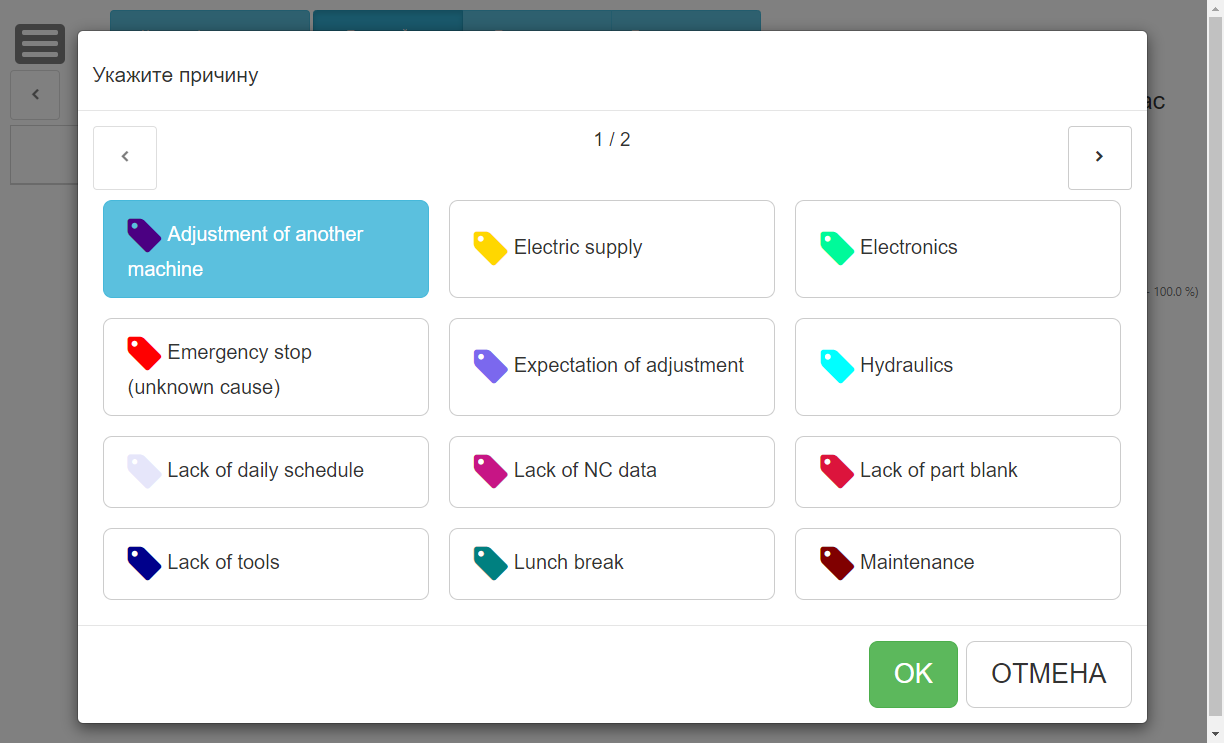 Укажите причину
ас
1 / 2
Adjustment of another
machine
Electric supply
Electronics
- 100.0 %)
Emergency stop
(unknown cause)
Expectation of adjustment
Hydraulics
Lack of daily schedule
Lack of NC data
Lack of part blank
Lack of tools
Lunch break
Maintenance
OK
ОТМЕНА